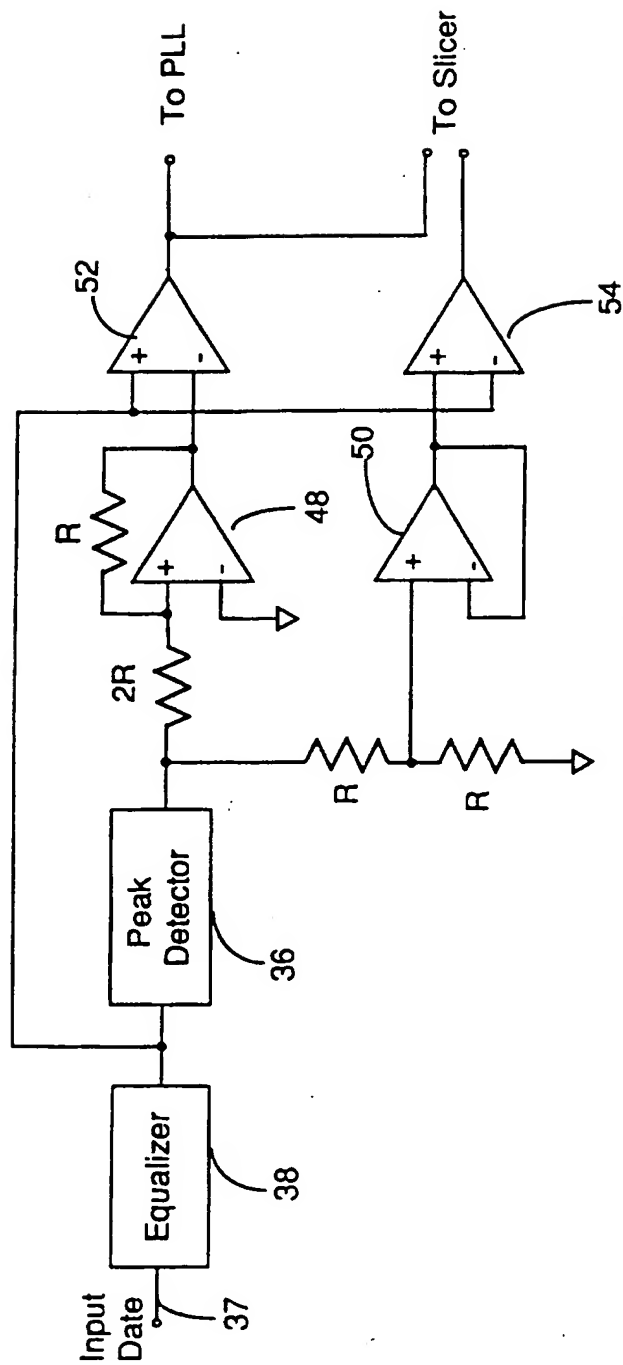 Input
Date
37
Equalizer
38
Peak
Detector
36
2R
R
+
-
48
R
R
+
-
50
+
-
52
+
-
54
To PLL
To Slicer